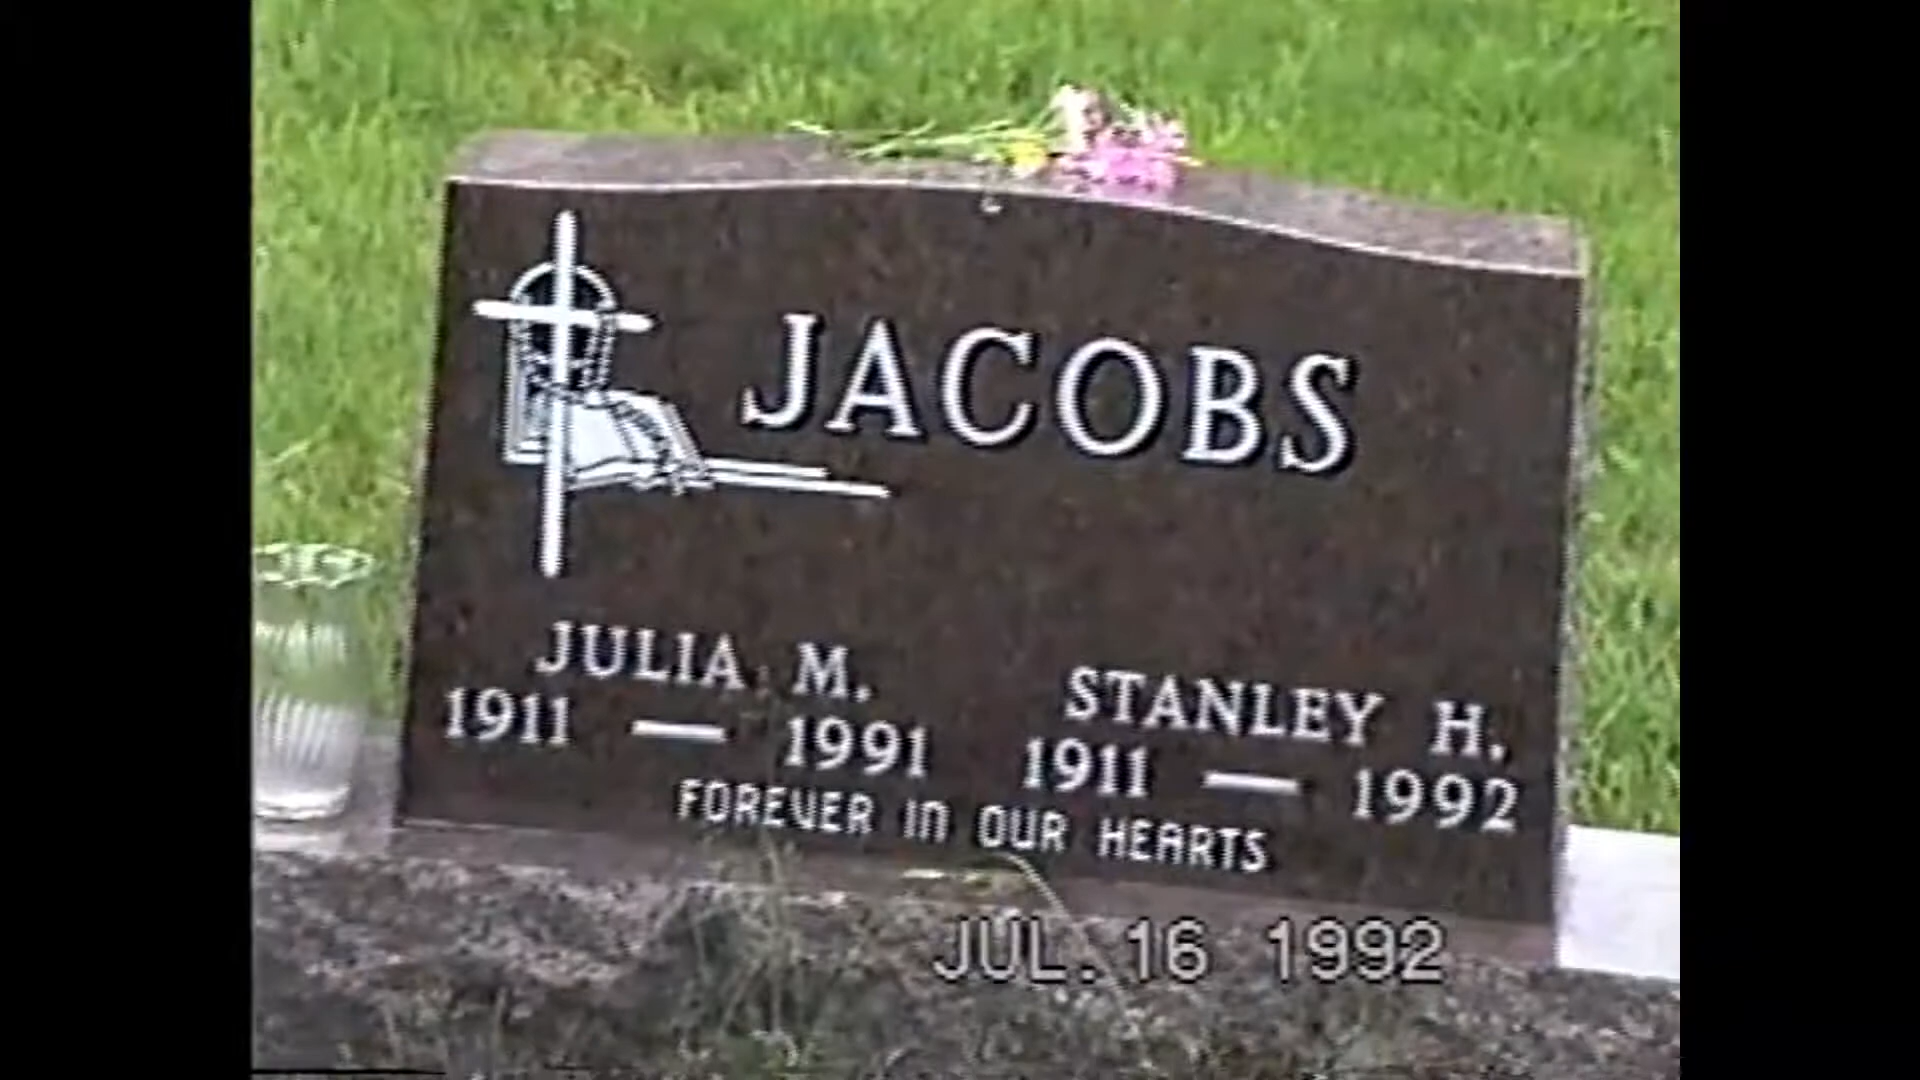 JACOBS
JULIA M.
1911 — 1991
STANLEY H.
1911 — 1992
FOREVER IN OUR HEARTS
JUL. 16 1992